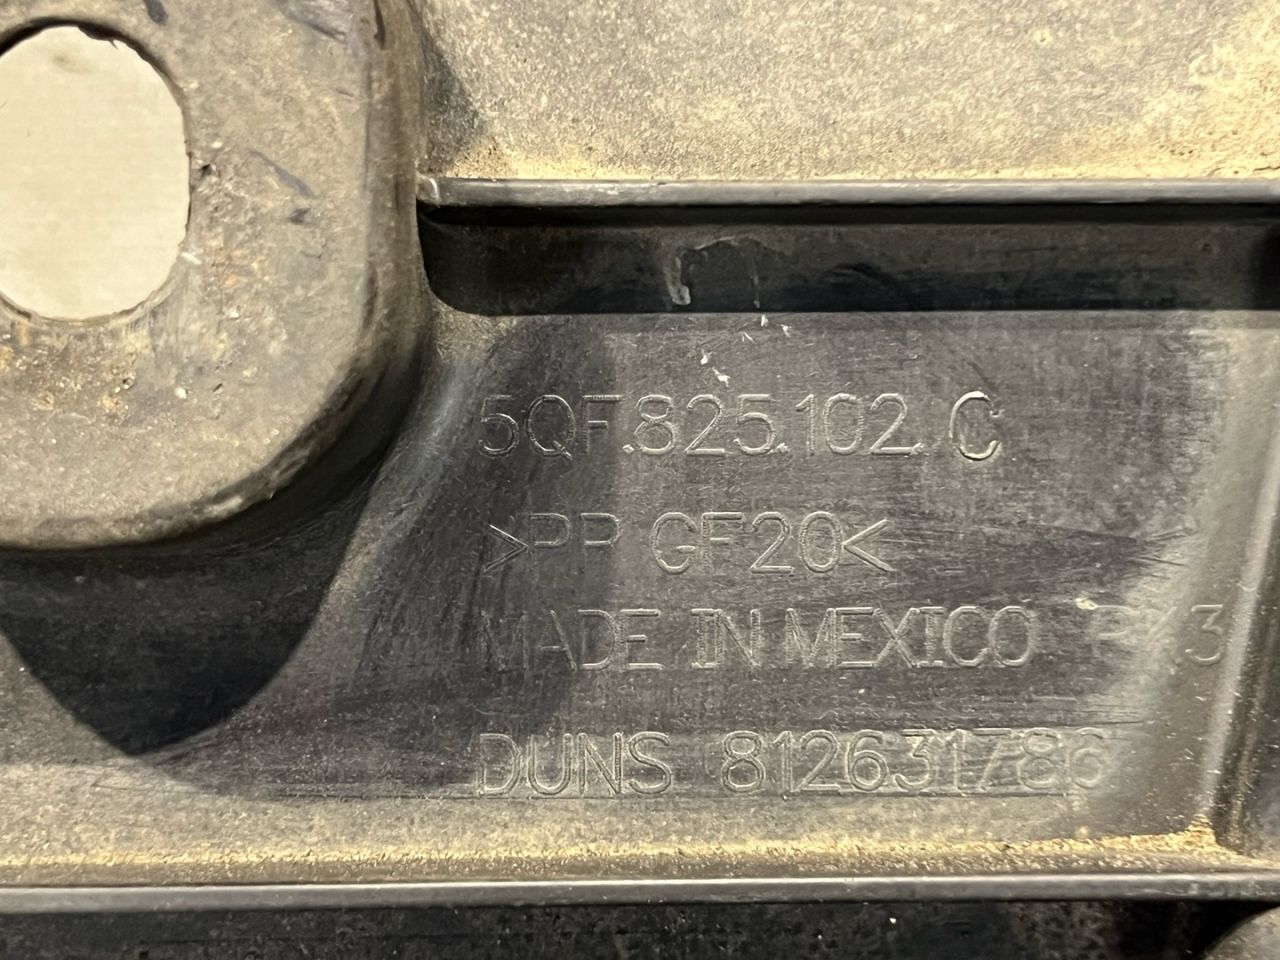 5QF.825.102. C
>PP GF20<
MADE IN MEXICO
DUNS 812631786